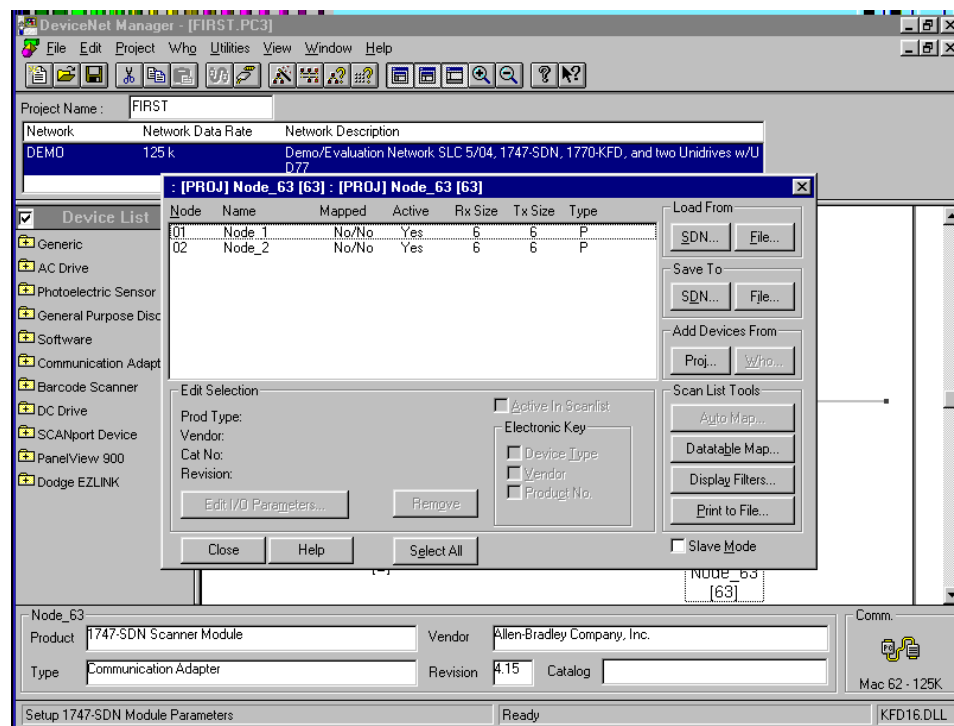 DeviceNet Manager - [FIRST.PC3]
File Edit Project Who Utilities View Window Help
Project Name : FIRST
Network Network Data Rate Network Description
DEMO 125 k Demo/Evaluation Network SLC 5/04, 1747-SDN, 1770-KFD, and two Unidrives w/U
D77
: [PROJ] Node_63 [63] : [PROJ] Node_63 [63]
Node Name Mapped Active Rx Size Tx Size Type
01 Node_1 No/No Yes 6 6 P
02 Node_2 No/No Yes 6 6 P
Load From
SDN... File...
Save To
SDN... File...
Add Devices From
Proj... Who...
Scan List Tools
Auto Map...
Datatable Map...
Display Filters...
Print to File...
Slave Mode
Edit Selection
Prod Type:
Vendor:
Cat No:
Revision:
Active In Scanlist
Electronic Key
Device Type
Vendor
Product No.
Edit I/O Parameters...
Remove
Close Help Select All
Device List
Generic
AC Drive
Photoelectric Sensor
General Purpose Disc
Software
Communication Adapt
Barcode Scanner
DC Drive
SCANport Device
PanelView 900
Dodge EZLINK
Node_63
[63]
Node_63
Product 1747-SDN Scanner Module
Vendor Allen-Bradley Company, Inc.
Type Communication Adapter
Revision 4.15 Catalog
Comm.
Mac 62 - 125K
Setup 1747-SDN Module Parameters
Ready
KFD16.DLL